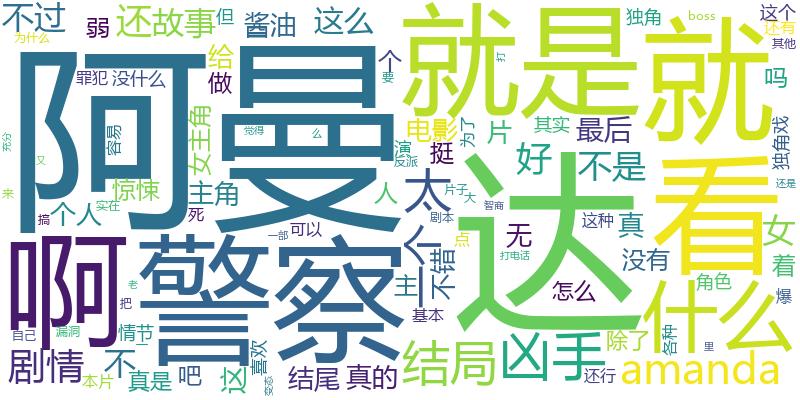 不过
弱
还故事
但
酱油
这么
为什么
给
个
罪犯
没什么
做
要
阿曼
就是
就
独角
boss
这个
还有
其他
打
吗
充分
容易
女主角
觉得
么
演
反派
电影
片
为了
其实
最后
独角戏
挺
好
不是
达
看
又
来
惊悚
主角
人
太
片子
大
剧本
智商
这种
真
女
还是
搞
个人
实在
死
一部
可以
一个
不错
点
打电话
无
没有
着
啊
警察
主
基本
怎么
角色
爆
什么
自己
漏洞
把
老
情节
一
喜欢
剧情
不
本片
真是
吧
这
变态
结尾
真的
结局
凶手
还行
除了
各种
里
amanda